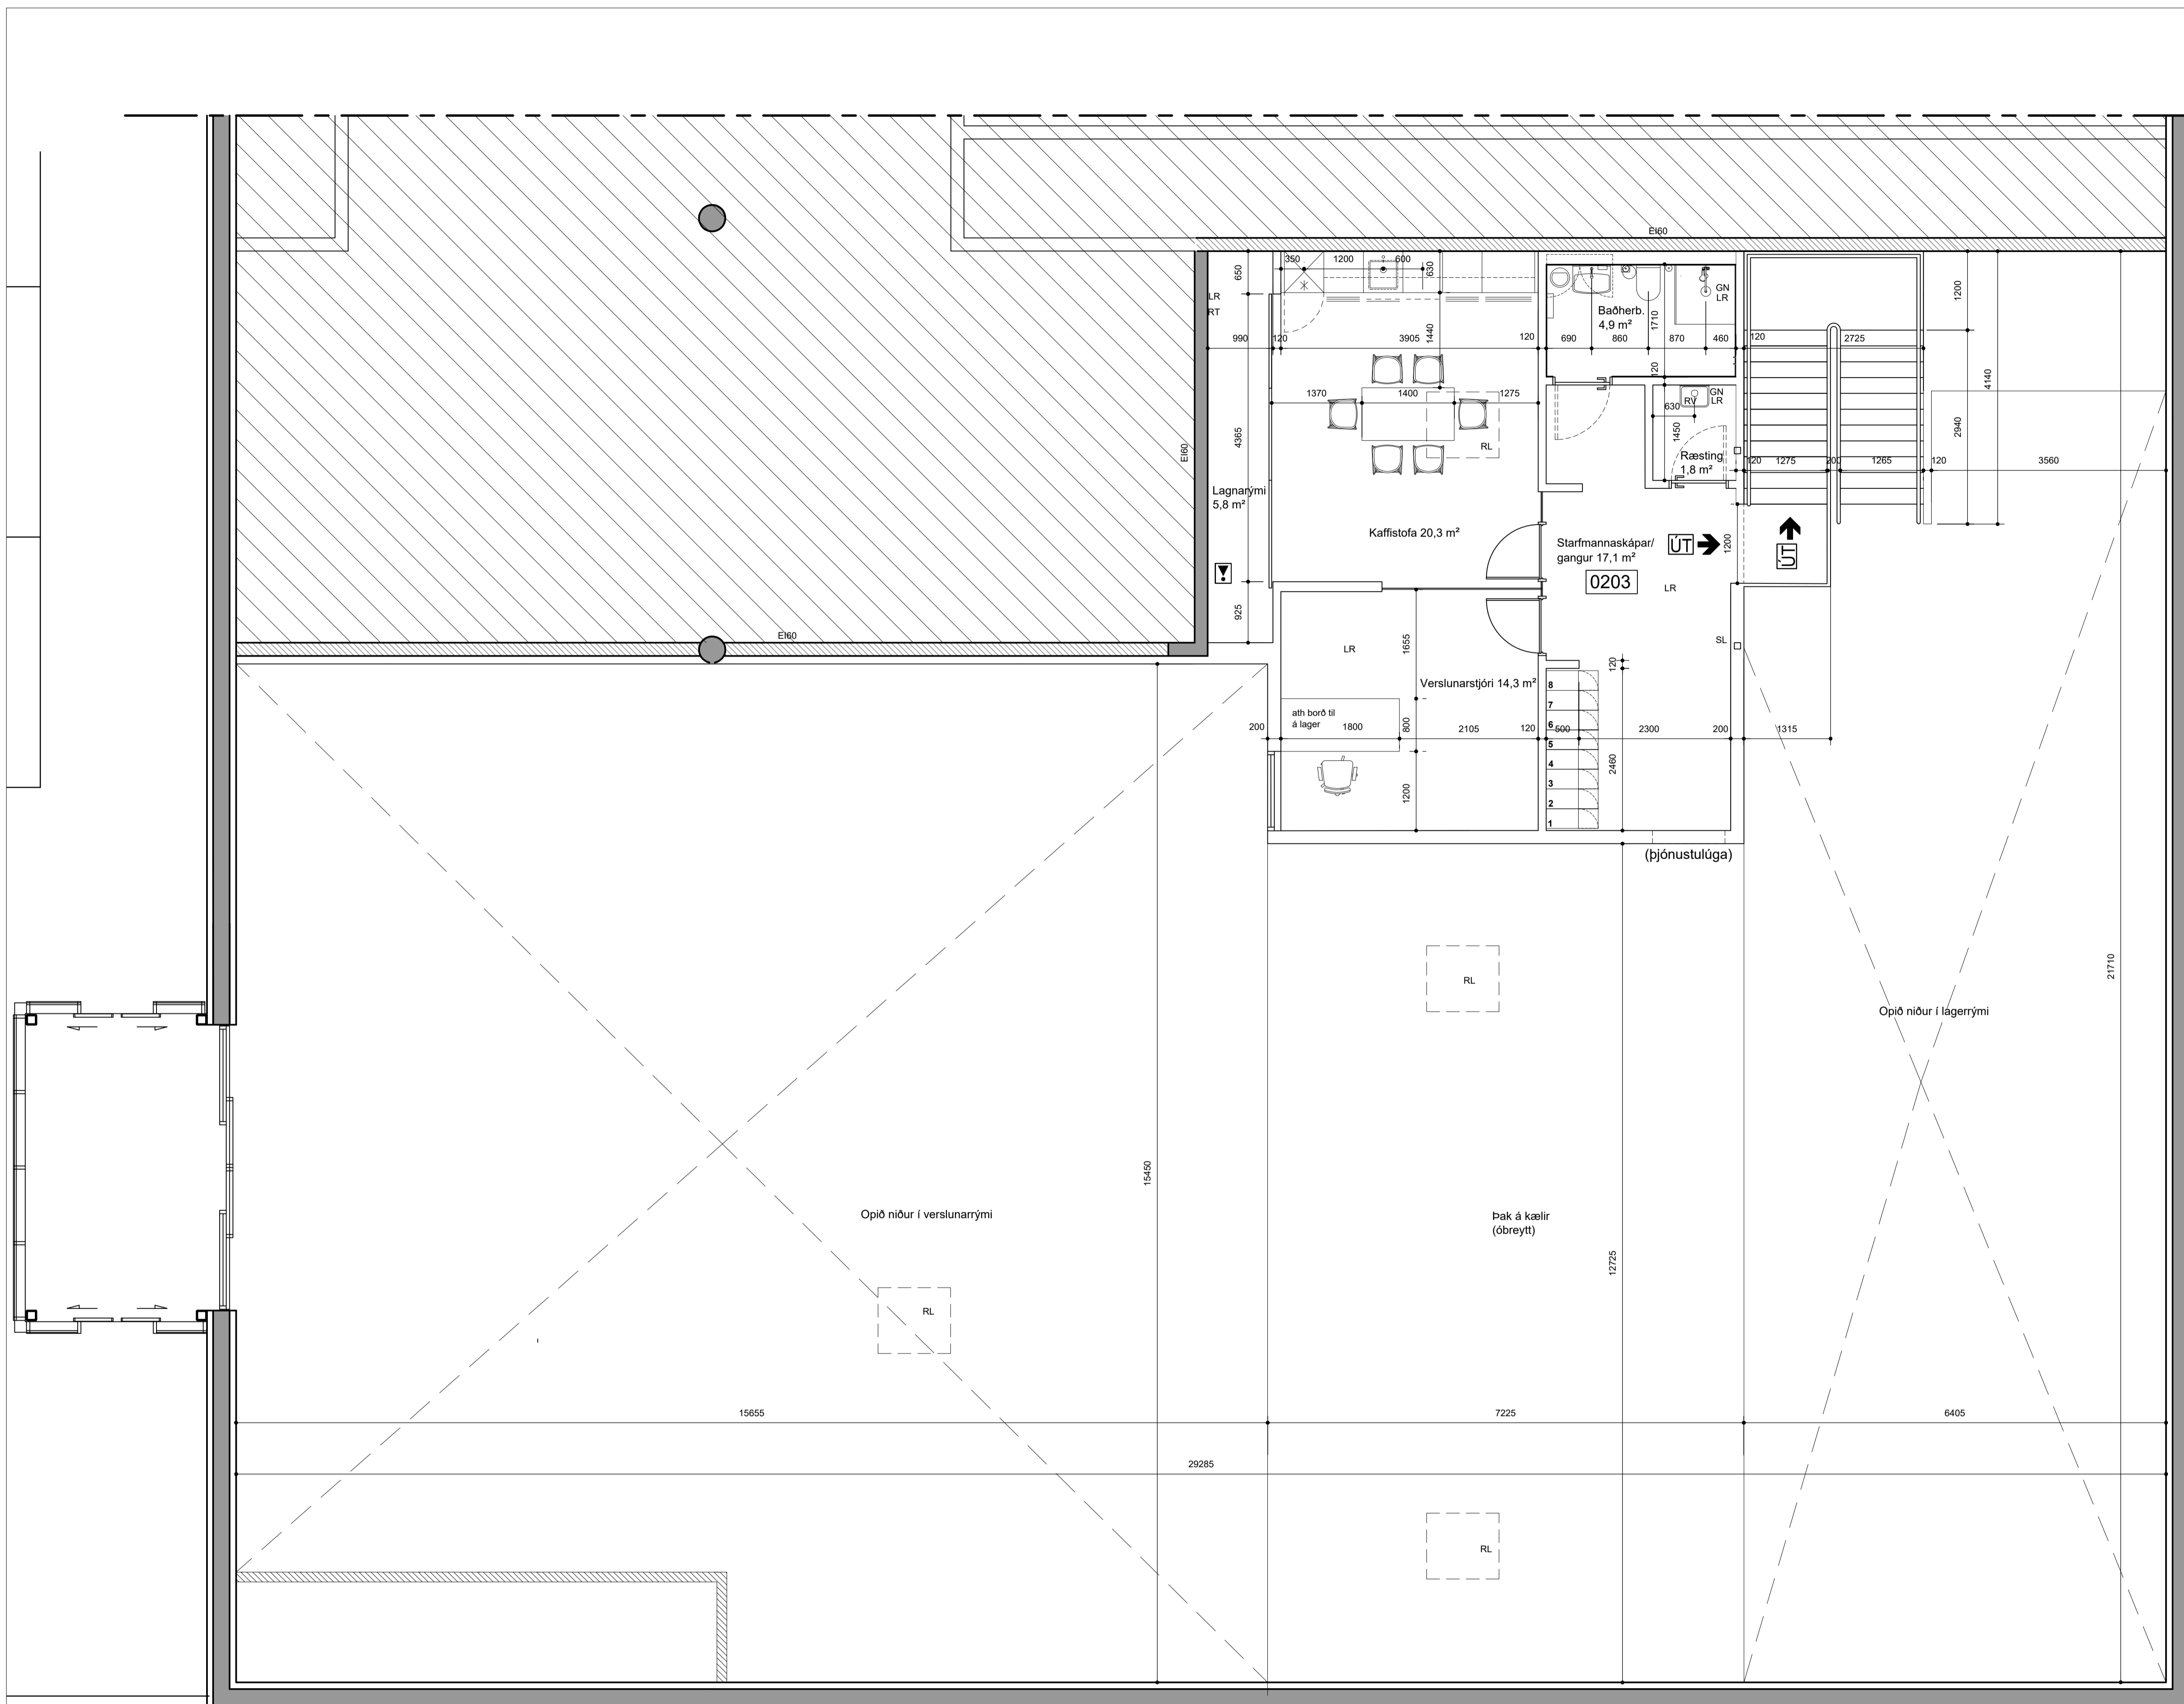 EI60
350
1200
600
650
630
LR
RT
GN
LR
Baðherb.
4,9 m²
1710
1200
990
120
3905
1440
120
690
860
870
460
120
2725
120
4140
1370
1400
1275
GN
RV
LR
630
2940
4365
EI60
RL
1450
Ræsting
1,8 m²
120
1275
200
1265
120
3560
Lagnarými
5,8 m²
Kaffistofa 20,3 m²
Starfmannaskápar/
gangur 17,1 m²
ÚT
1200
ÚT
0203
LR
925
EI60
SL
LR
1655
120
Verslunarstjóri 14,3 m²
8
7
6
5
4
3
2
1
ath borð til
á lager
200
1800
800
2105
120
500
2300
200
1315
2460
1200
(þjónustulúga)
RL
21710
Opið niður í lagerrými
15450
Opið niður í verslunarrými
Þak á kælir
(óbreytt)
12725
RL
15655
7225
6405
29285
RL